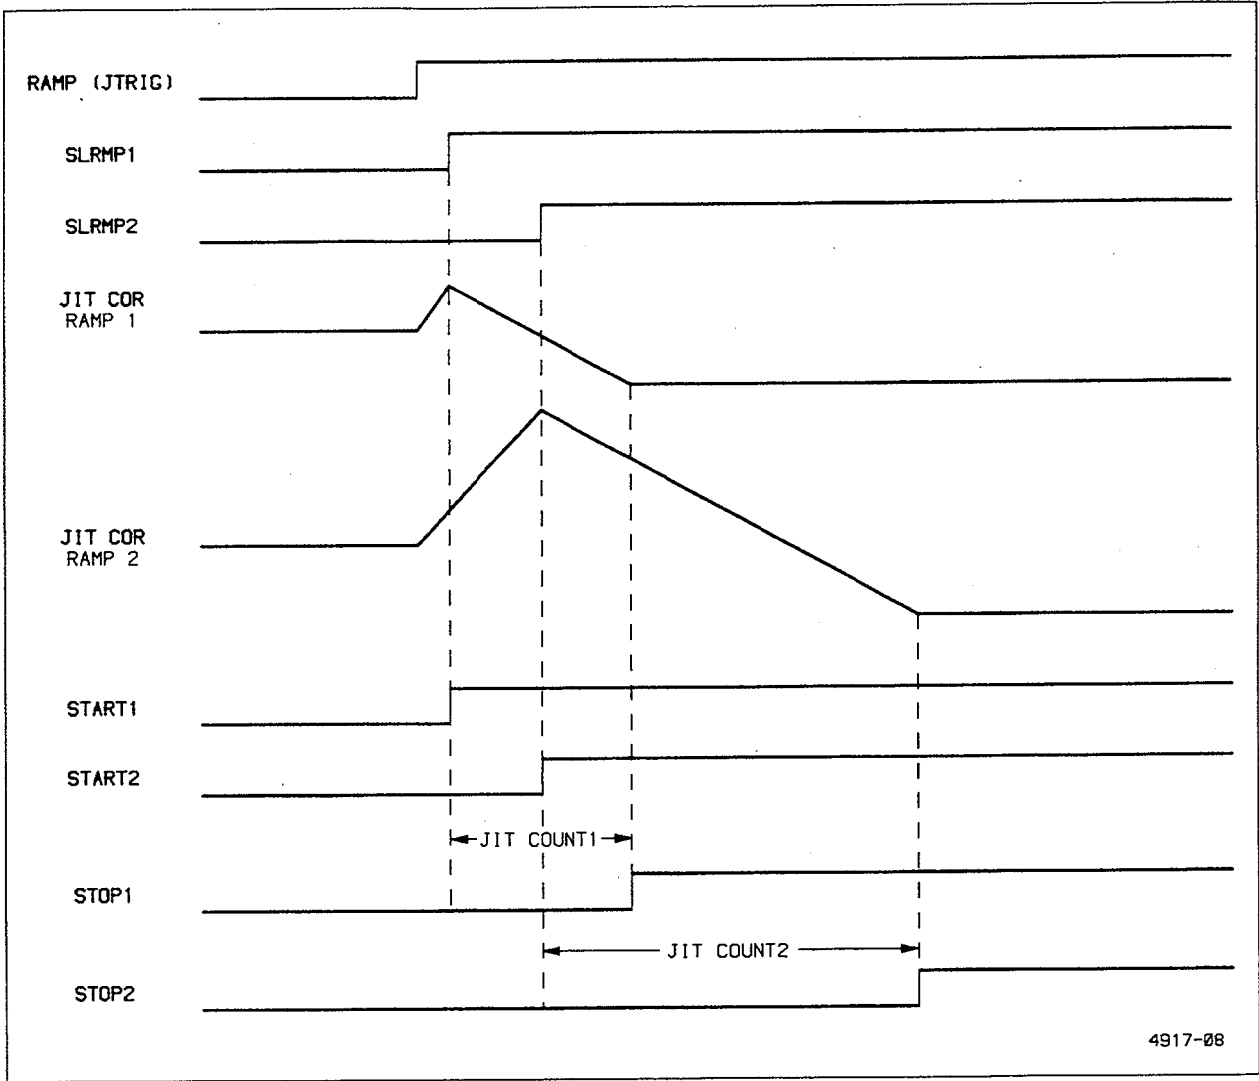 RAMP (JTRIG)
SLRMP1
SLRMP2
JIT COR
RAMP 1
JIT COR
RAMP 2
START1
START2
JIT COUNT1
STOP1
JIT COUNT2
STOP2
4917-08